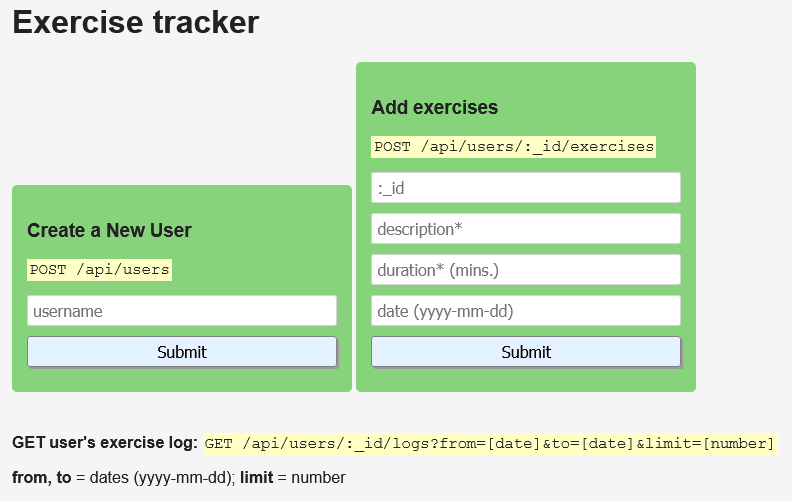 Exercise tracker
Create a New User
POST /api/users
username
Submit
Add exercises
POST /api/users/:_id/exercises
:_id
description*
duration* (mins.)
date (yyyy-mm-dd)
Submit
GET user's exercise log: GET /api/users/:_id/logs?from=[date]&to=[date]&limit=[number]
from, to = dates (yyyy-mm-dd); limit = number